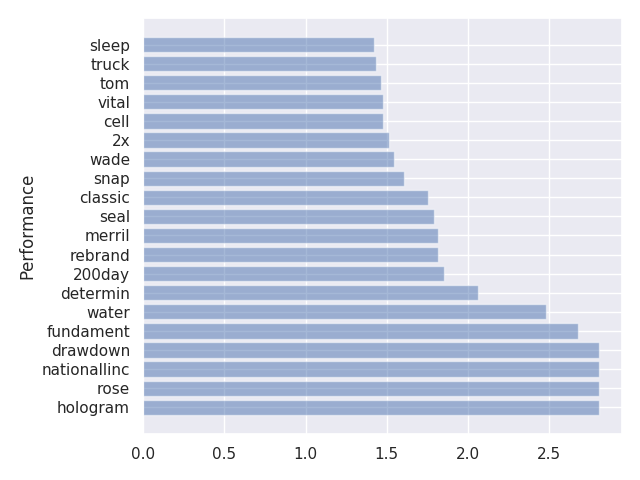 sleep
truck
tom
vital
cell
2x
wade
snap
classic
seal
merril
rebrand
200day
determin
water
fundament
drawdown
nationallinc
rose
hologram
Performance
0.0 0.5 1.0 1.5 2.0 2.5